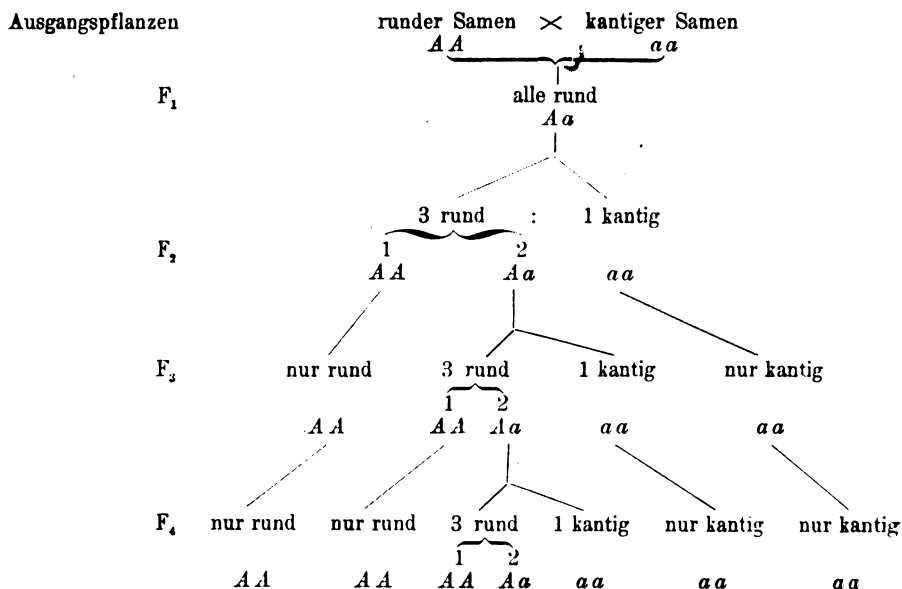 Ausgangspflanzen runder Samen × kantiger Samen
AA aa
F₁ alle rund
Aa
3 rund : 1 kantig
F₂ 1 2
AA Aa aa
F₃ nur rund 3 rund 1 kantig nur kantig
1 2
AA AA Aa aa aa
F₄ nur rund nur rund 3 rund 1 kantig nur kantig nur kantig
1 2
AA AA AA Aa aa aa aa